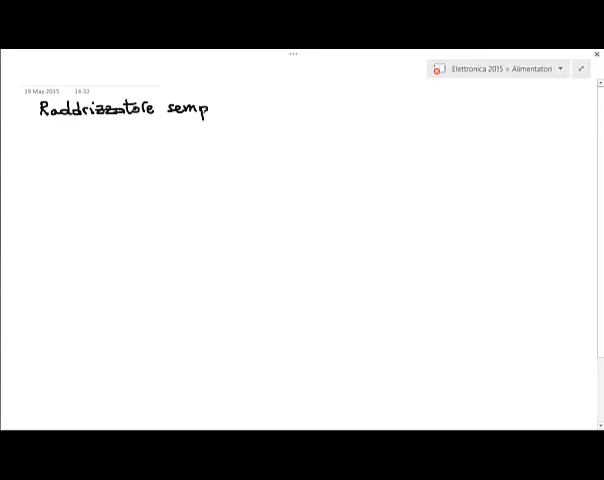 Elettronica 2015 » Alimentatori
19 May 2015 14:32
Raddrizzatore semp